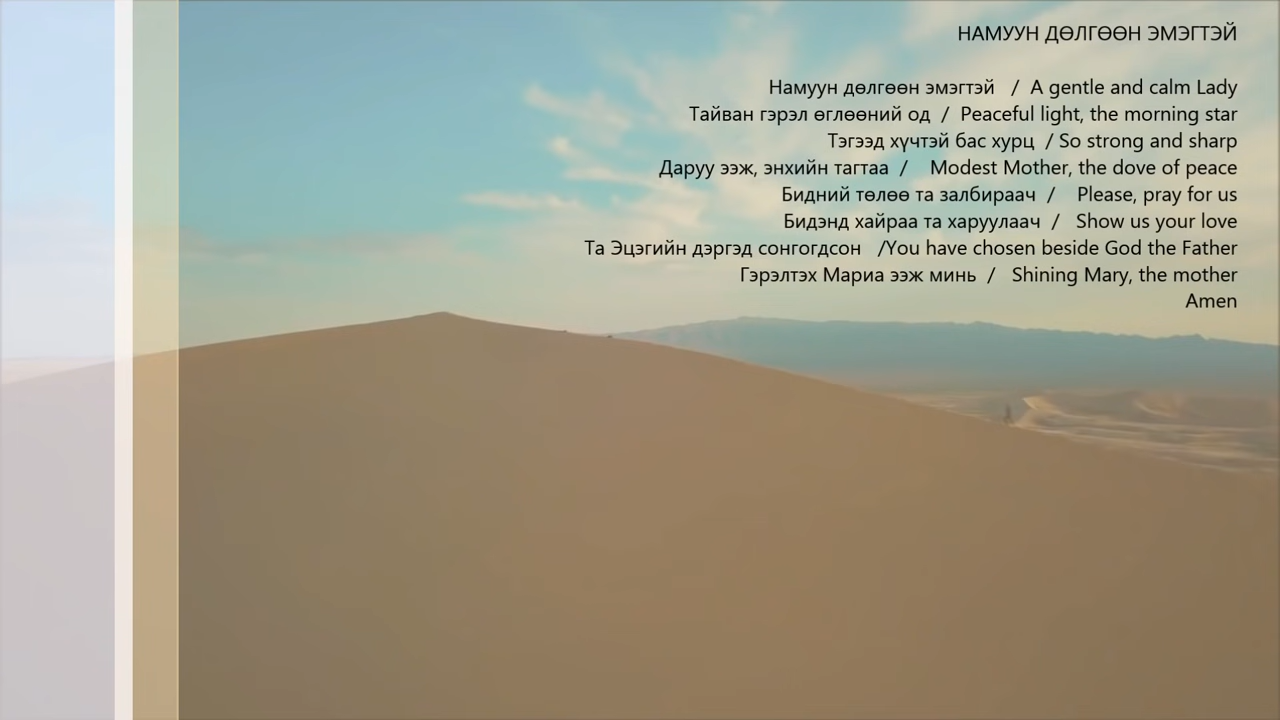 НАМУУН ДӨЛГӨӨН ЭМЭГТЭЙ
Намуун дөлгөөн эмэгтэй / A gentle and calm Lady
Тайван гэрэл өглөөний од / Peaceful light, the morning star
Тэгээд хүчтэй бас хурц / So strong and sharp
Даруу ээж, энхийн тагтаа / Modest Mother, the dove of peace
Бидний төлөө та залбираач / Please, pray for us
Бидэнд хайраа та харуулаач / Show us your love
Та Эцэгийн дэргэд сонгогдсон /You have chosen beside God the Father
Гэрэлтэх Мариа ээж минь / Shining Mary, the mother
Amen